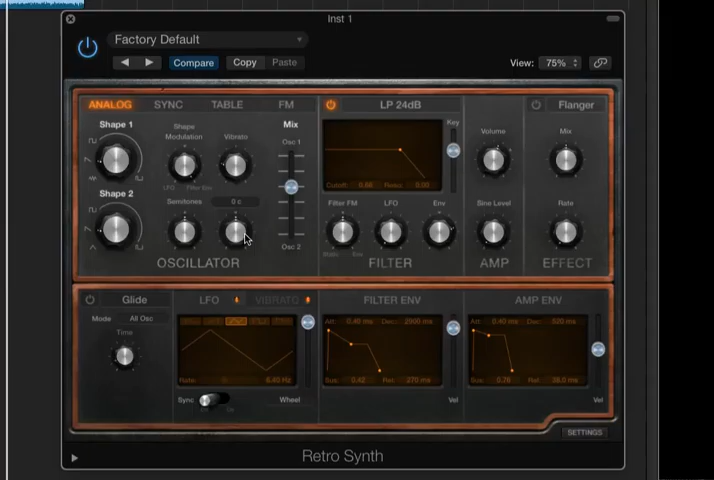 Inst 1
Factory Default
Compare Copy Paste View: 75%
ANALOG SYNC TABLE FM LP 24dB Flanger
Shape 1 Shape Modulation Vibrato Mix Key Volume Mix
Osc 1
LFO Filter Env
Cutoff: 0.66 Reso: 0.00
Shape 2 Semitones 0 c Filter FM LFO Env Sine Level Rate
Osc 2
OSCILLATOR FILTER AMP EFFECT
Glide LFO VIBRATO FILTER ENV AMP ENV
Mode All Osc
Time
Att: 0.40 ms Dec: 2000 ms Att: 0.40 ms Dec: 520 ms
Rate: 6.40 Hz Sus: 0.42 Rel: 270 ms Sus: 0.76 Rel: 38.0 ms
Sync Wheel Vel Vel
SETTINGS
Retro Synth